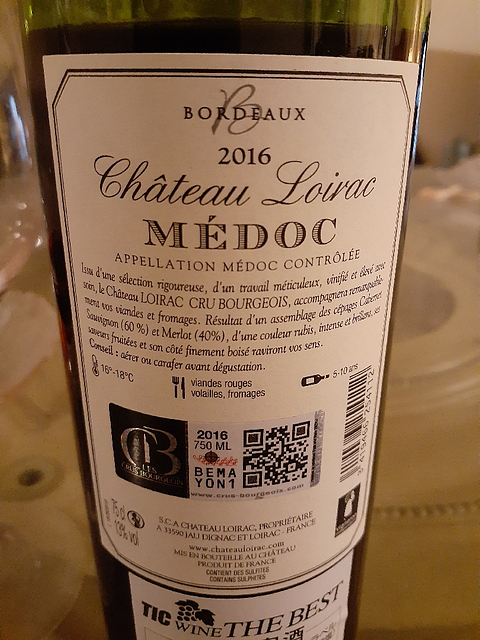 BORDEAUX
2016
Château Loirac
MÉDOC
APPELLATION MÉDOC CONTRÔLÉE
Issu d'une sélection rigoureuse, d'un travail méticuleux, vinifié et élevé avec
soin, le Château LOIRAC CRU BOURGEOIS, accompagnera remarquable-
ment vos viandes et fromages. Résultat d'un assemblage des cépages Cabernet
Sauvignon (60 %) et Merlot (40%), d'une couleur rubis, intense et brillante, ses
saveurs fruitées et son côté finement boisé raviront vos sens.
Conseil : aérer ou carafer avant dégustation.
16°-18°C
viandes rouges
volailles, fromages
5-10 ans
CB
CRUS BOURGEOIS
2016
750 ML
BEMA
YON1
www.crus-bourgeois.com
75 cl
13% vol
S.C.A CHATEAU LOIRAC, PROPRIÉTAIRE
A 33590 JAU DIGNAC ET LOIRAC - FRANCE
www.chateauloirac.com
MIS EN BOUTEILLE AU CHÂTEAU
PRODUIT DE FRANCE
CONTIENT DES SULFITES
CONTAINS SULPHITES
TIC WINE THE BEST
酒